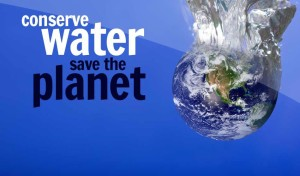 conserve
water
save the
planet